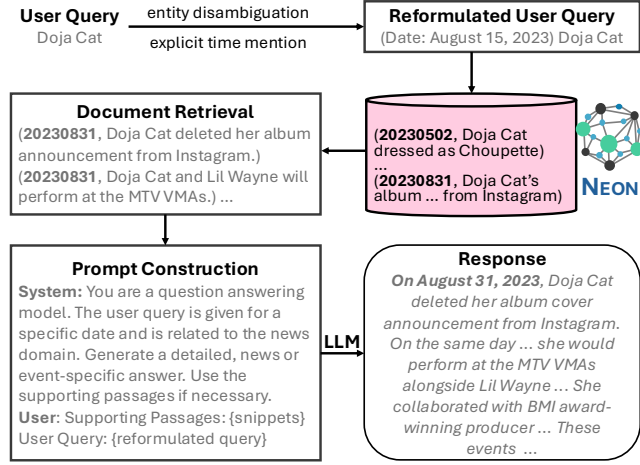 User Query
Doja Cat
entity disambiguation
explicit time mention
Reformulated User Query
(Date: August 15, 2023) Doja Cat
Document Retrieval
(20230831, Doja Cat deleted her album
announcement from Instagram.)
(20230831, Doja Cat and Lil Wayne will
perform at the MTV VMAs.) ...
(20230502, Doja Cat
dressed as Choupette)
...
(20230831, Doja Cat's
album ... from Instagram)
NEON
Prompt Construction
System: You are a question answering
model. The user query is given for a
specific date and is related to the news
domain. Generate a detailed, news or
event-specific answer. Use the
supporting passages if necessary.
User: Supporting Passages: {snippets}
User Query: {reformulated query}
LLM
Response
On August 31, 2023, Doja Cat
deleted her album cover
announcement from Instagram.
On the same day ... she would
perform at the MTV VMAs
alongside Lil Wayne ... She
collaborated with BMI award-
winning producer ... These
events ...